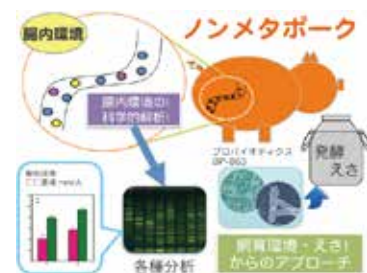 腸内環境
ノンメタポーク
腸内環境の!
科学的解析!
プロバイオティクス
発酵
えさ
各種分析
飼育環境・えさ!
からのアプローチ